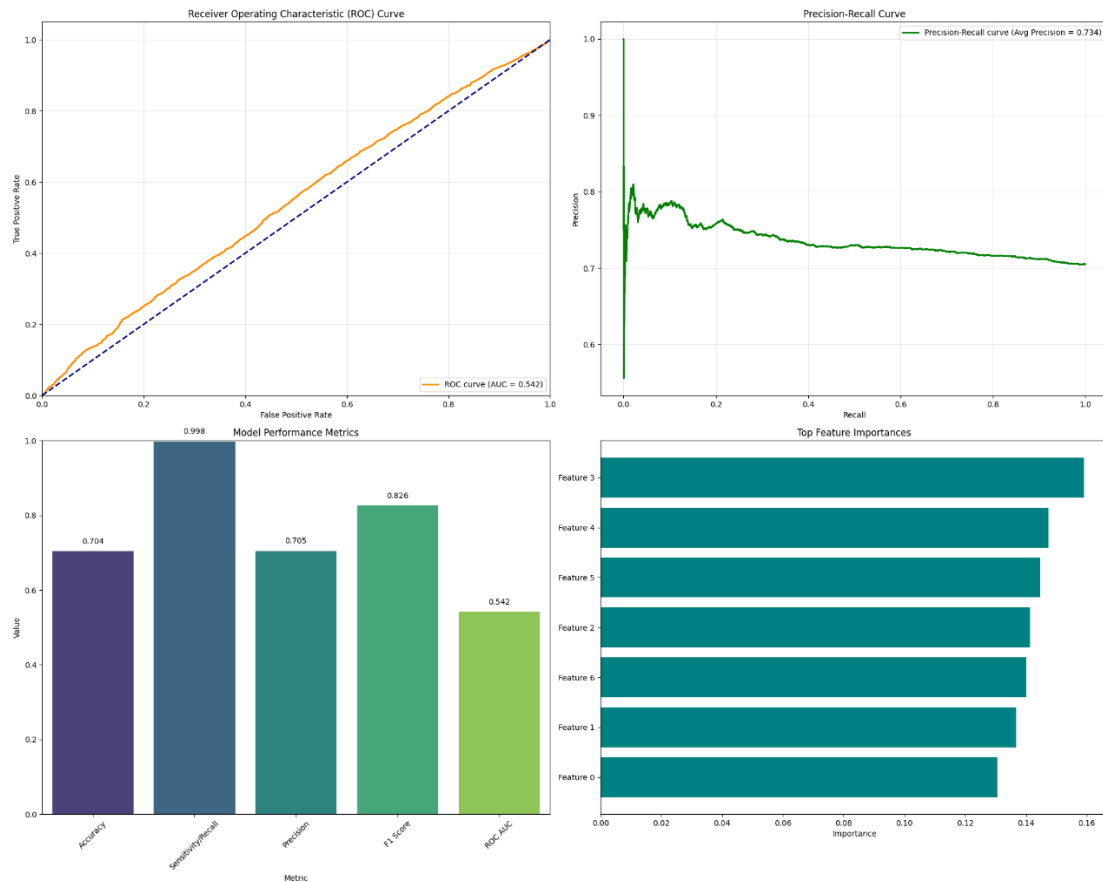 Receiver Operating Characteristic (ROC) Curve
1.0
0.8
0.6
0.4
0.2
0.0
True Positive Rate
0.0
0.2
0.4
0.6
0.8
1.0
False Positive Rate
ROC curve (AUC = 0.542)
Precision-Recall Curve
Precision-Recall curve (Avg Precision = 0.734)
1.0
0.9
0.8
0.7
0.6
Precision
0.0
0.2
0.4
0.6
0.8
1.0
Recall
Model Performance Metrics
1.0
0.8
0.6
0.4
0.2
0.0
Value
0.704
0.998
0.705
0.826
0.542
Accuracy
Sensitivity/Recall
Precision
F1 Score
ROC AUC
Metric
Top Feature Importances
Feature 3
Feature 4
Feature 5
Feature 2
Feature 6
Feature 1
Feature 0
0.00
0.02
0.04
0.06
0.08
0.10
0.12
0.14
0.16
Importance